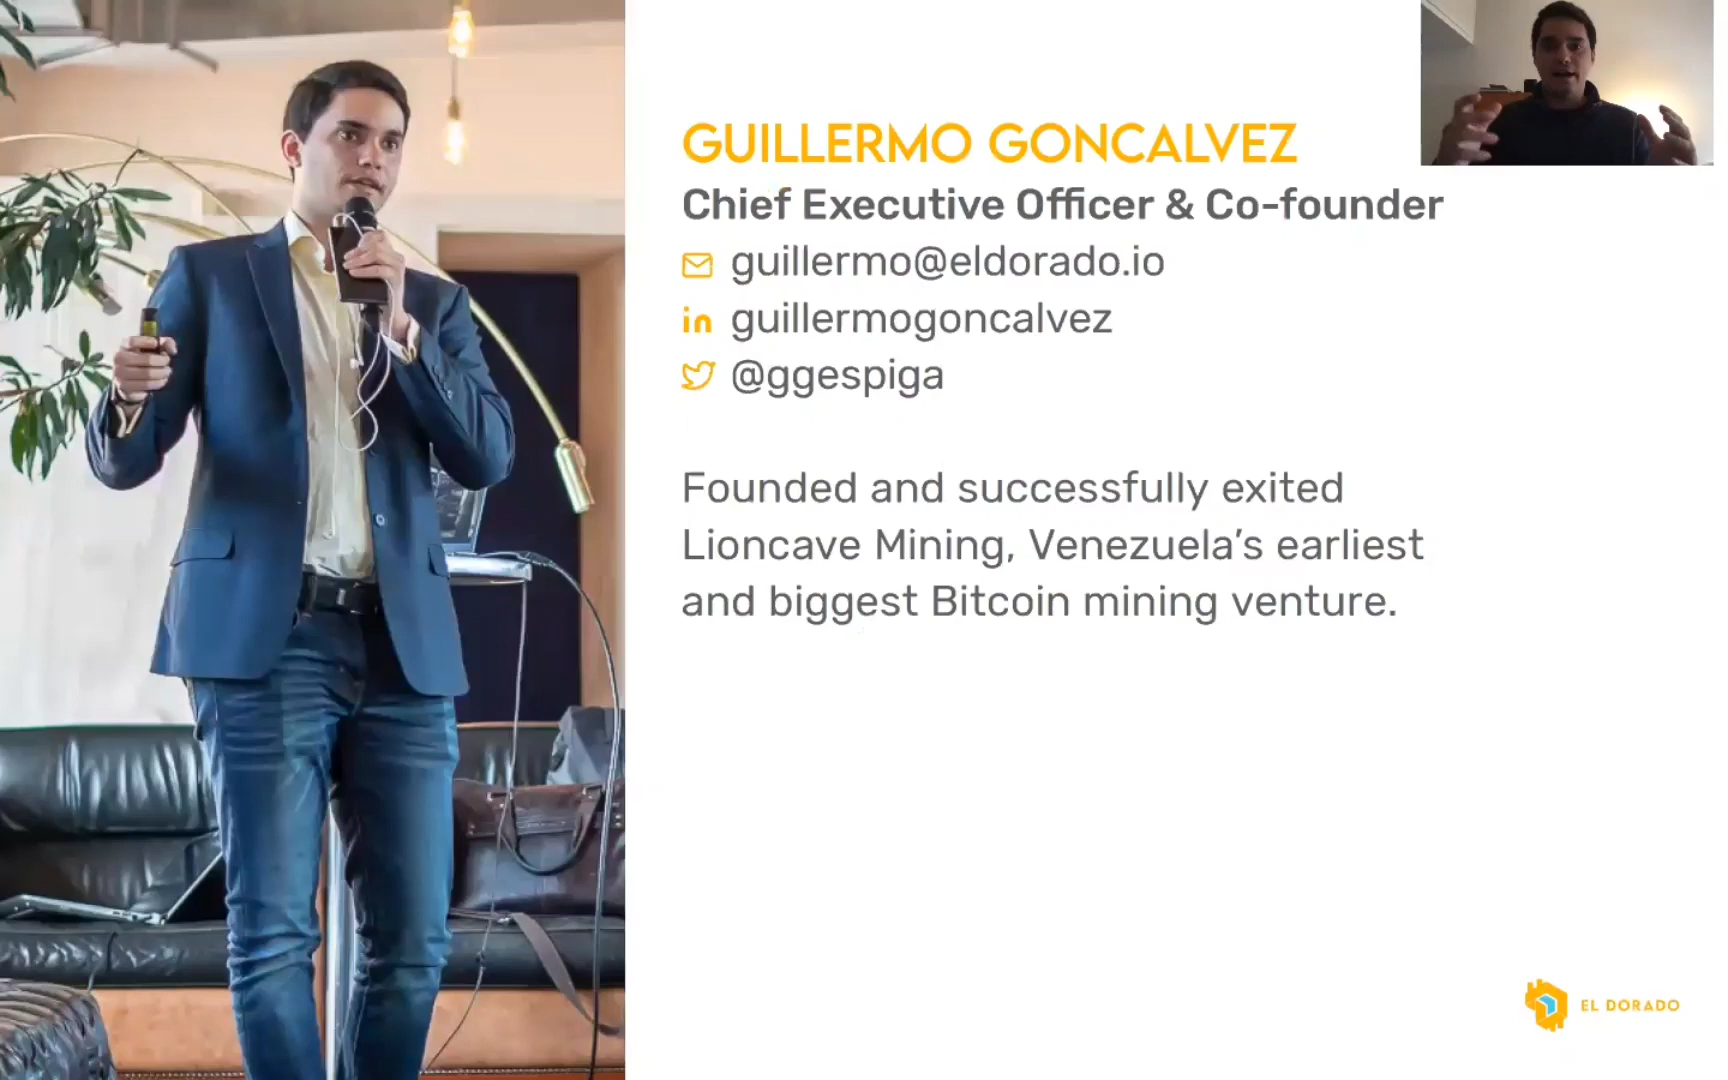 GUILLERMO GONCALVEZ
Chief Executive Officer & Co-founder
guillermo@eldorado.io
in guillermogoncalvez
@ggespiga
Founded and successfully exited
Lioncave Mining, Venezuela’s earliest
and biggest Bitcoin mining venture.
EL DORADO